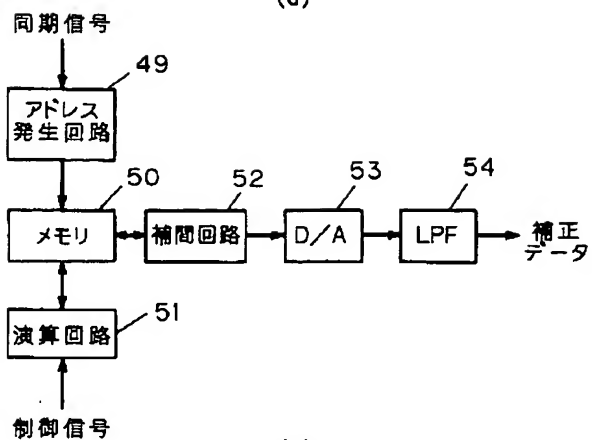 同期信号
49
アドレス
発生回路
50
52
53
54
メモリ
補間回路
D/A
LPF
補正
データ
51
演算回路
制御信号